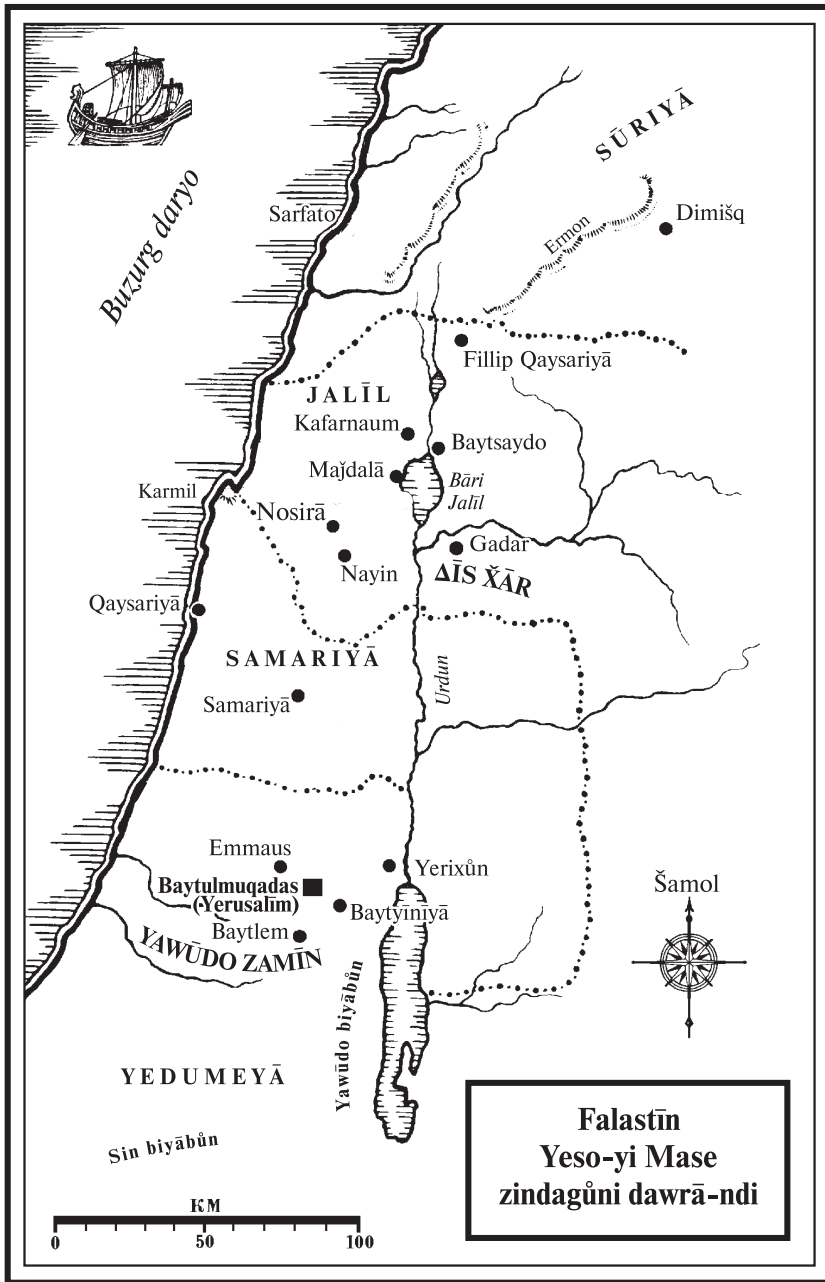 SŪRIYĀ
Buzurg daryo
Sarfato
Ermon
Dimišq
Fillip Qaysariyā
JALĪL
Kafarnaum
Baytsaydo
Maǰdalā
Bāri
Jalīl
Karmil
Nosirā
Nayin
Gadar
ΔĪS X̌ĀR
Qaysariyā
SAMARIYĀ
Urdun
Samariyā
Emmaus
Yerixůn
Baytulmuqadas
(Yerusalīm)
Baytyīnīyā
Baytlem
YAWŪDO ZAMĪN
Yawūdo biyābůn
Šamol
YEDUMEYĀ
Sin biyābůn
KM
0 50 100
Falastīn
Yeso-yi Mase
zindagůni dawrā-ndi